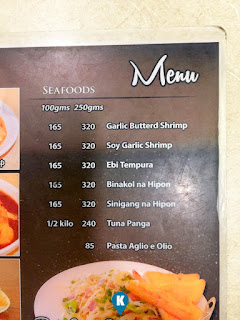 Menu
SEAFOODS
100gms 250gms
165 320 Garlic Butterd Shrimp
165 320 Soy Garlic Shrimp
165 320 Ebi Tempura
165 320 Binakol na Hipon
165 320 Sinigang na Hipon
1/2 kilo 240 Tuna Panga
85 Pasta Aglio e Olio
K